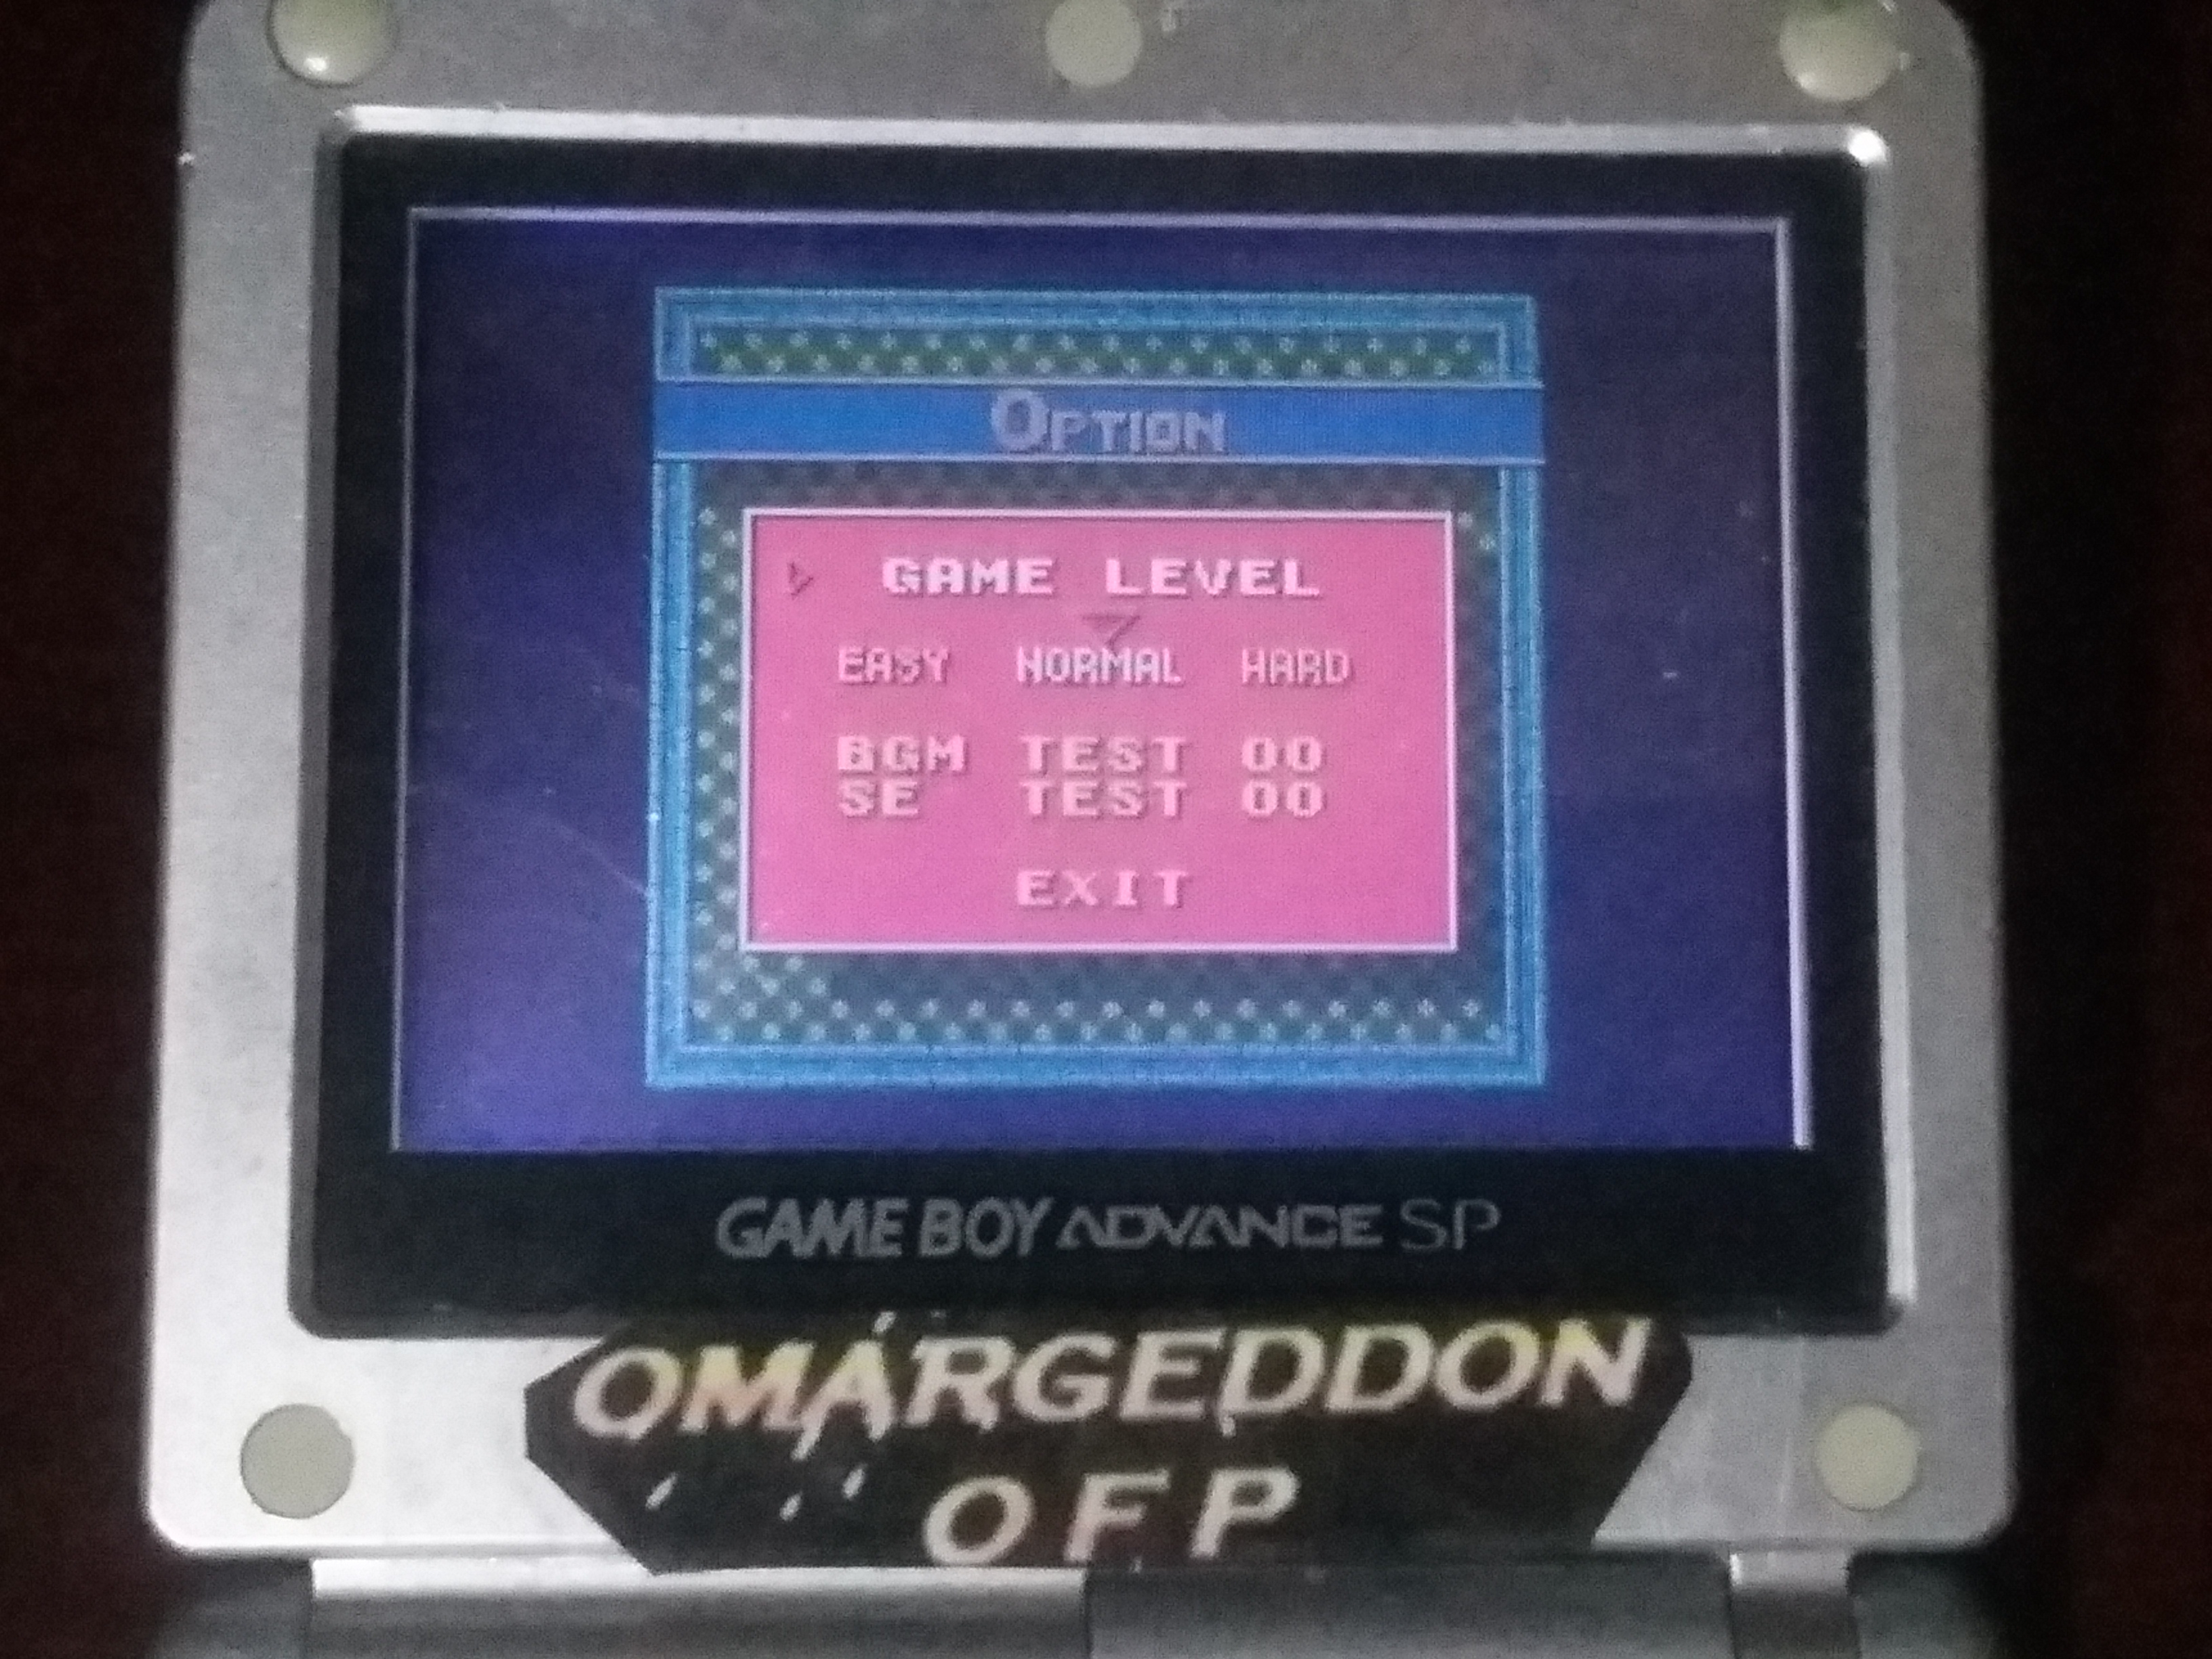 OPTION
GAME LEVEL
EASY NORMAL HARD
BGM TEST 00
SE TEST 00
EXIT
GAME BOY ADVANCE SP
OMARGEDDON
OFP